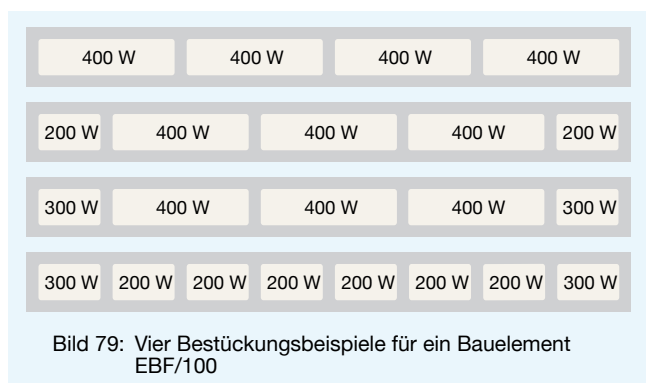 400 W 400 W 400 W 400 W
200 W 400 W 400 W 400 W 200 W
300 W 400 W 400 W 400 W 300 W
300 W 200 W 200 W 200 W 200 W 200 W 200 W 300 W
Bild 79: Vier Bestückungsbeispiele für ein Bauelement
EBF/100